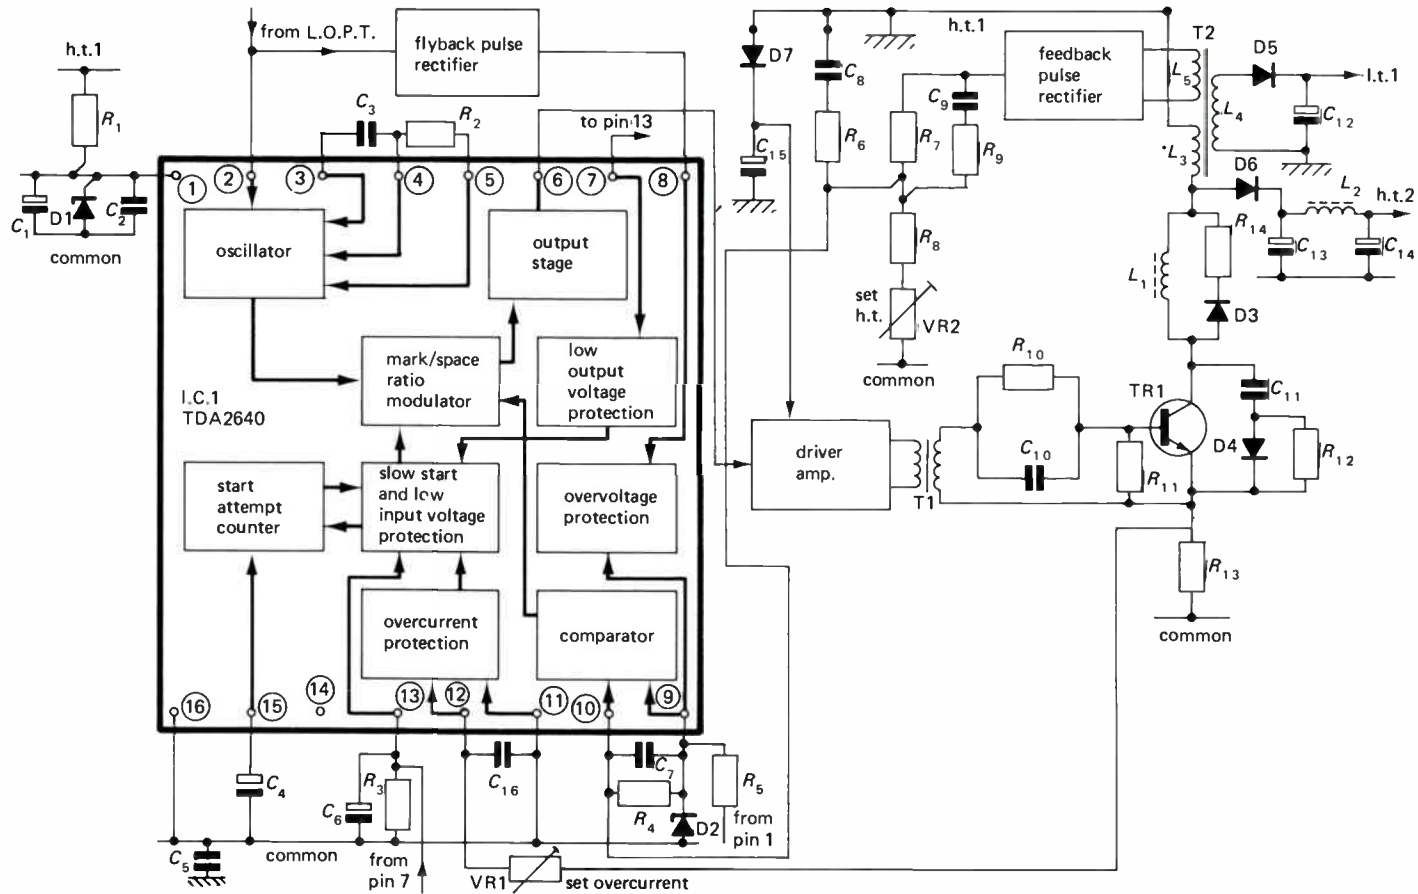 from L.O.P.T.
flyback pulse
rectifier
h.t.1
R1
C3
R2
to pin 13
1
2
3
4
5
6
7
8
C1
D1
C2
common
oscillator
output
stage
mark/space
ratio
modulator
low
output
voltage
protection
I.C.1
TDA2640
start
attempt
counter
slow start
and low
input voltage
protection
overvoltage
protection
overcurrent
protection
comparator
16
15
14
13
12
11
10
9
C4
C5
common
C6
R3
from
pin 7
C16
VR1
set overcurrent
C7
R4
D2
R5
from
pin 1
D7
C15
C8
R6
h.t.1
C9
R7
R9
R8
set
h.t.
VR2
common
feedback
pulse
rectifier
T2
L5
L4
L3
D5
l.t.1
C12
D6
L2
h.t.2
C13
C14
R14
L1
D3
driver
amp.
T1
R10
C10
R11
TR1
C11
D4
R12
R13
common